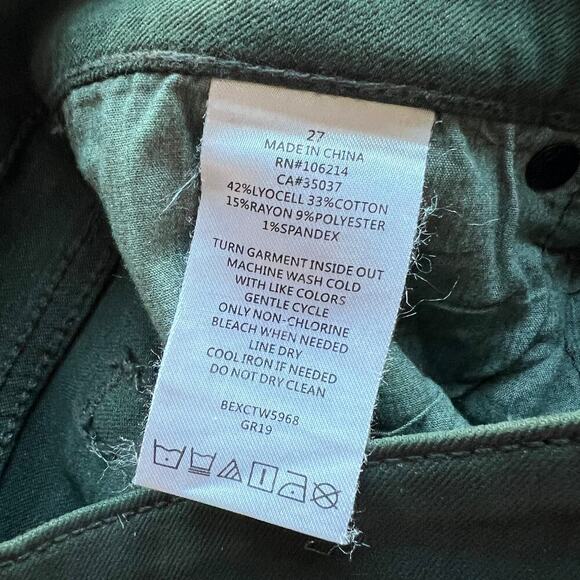 27
MADE IN CHINA
RN#106214
CA#35037
42%LYOCELL 33%COTTON
15%RAYON 9%POLYESTER
1%SPANDEX
TURN GARMENT INSIDE OUT
MACHINE WASH COLD
WITH LIKE COLORS
GENTLE CYCLE
ONLY NON-CHLORINE
BLEACH WHEN NEEDED
LINE DRY
COOL IRON IF NEEDED
DO NOT DRY CLEAN
BEXCTW5968
GR19